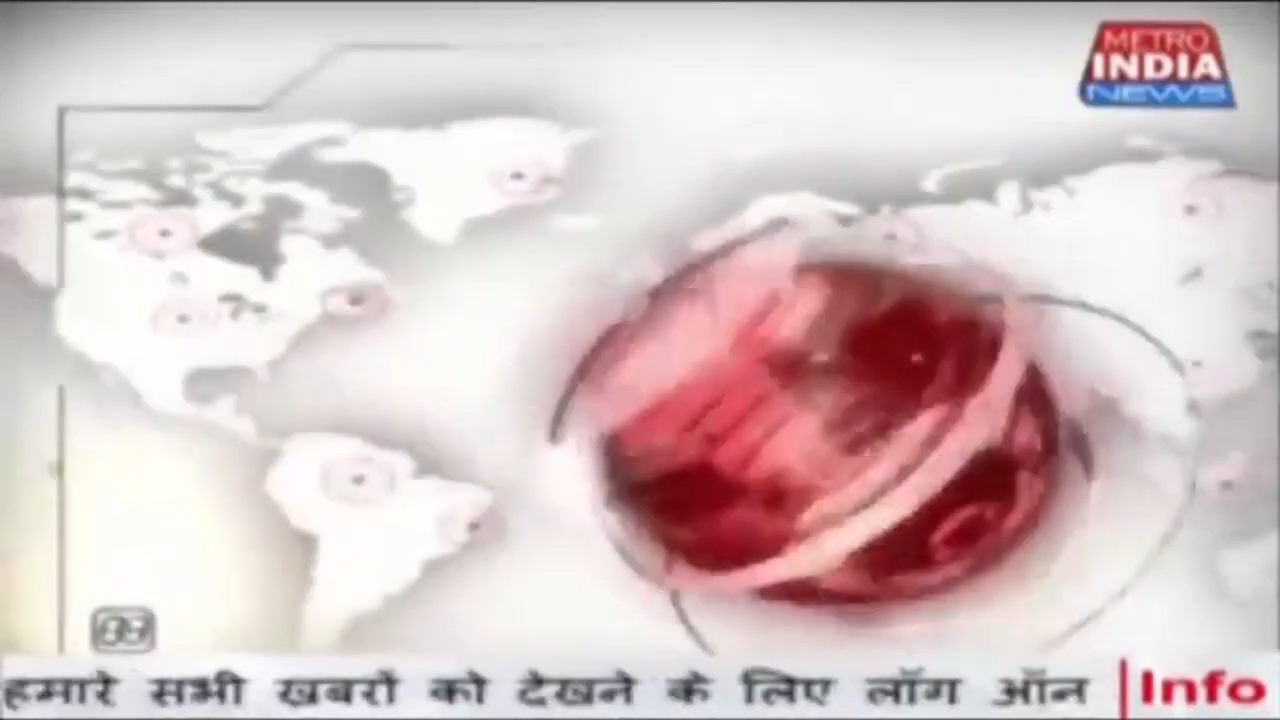 METRO
INDIA
NEWS
हमारे सभी खबरों को देखने के लिए लॉग ऑन
Info